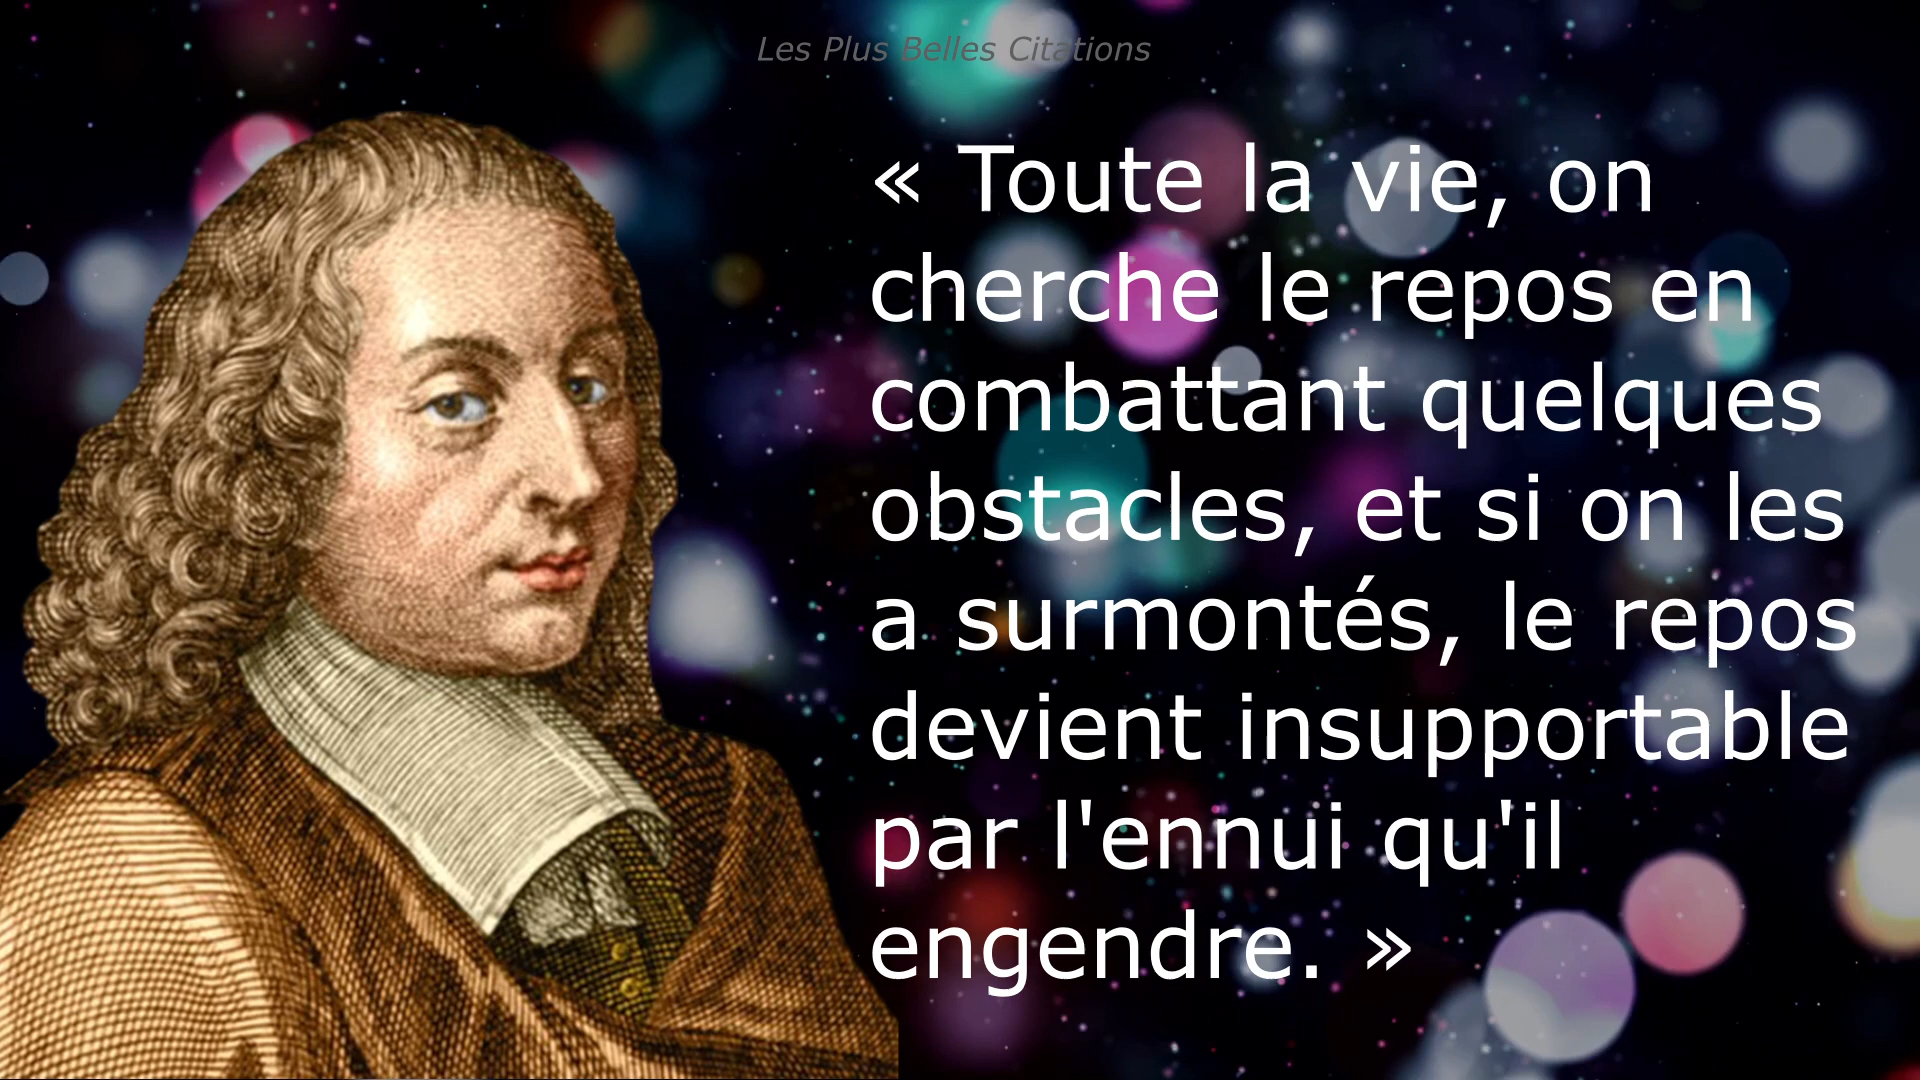 Les Plus Belles Citations
« Toute la vie, on
cherche le repos en
combattant quelques
obstacles, et si on les
a surmontés, le repos
devient insupportable
par l'ennui qu'il
engendre. »